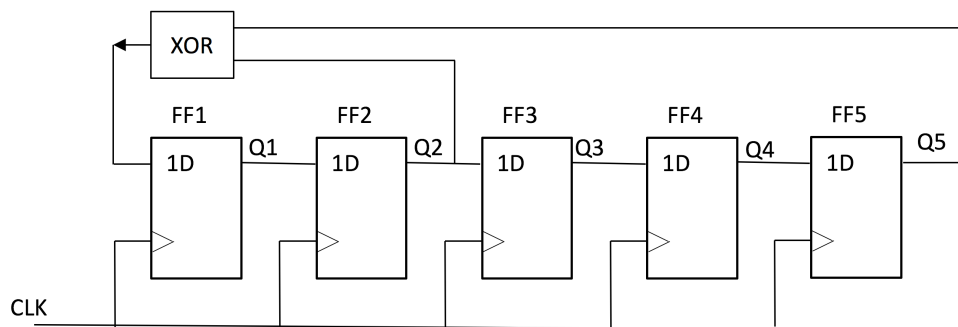 XOR
FF1 FF2 FF3 FF4 FF5
1D Q1 1D Q2 1D Q3 1D Q4 1D Q5
CLK